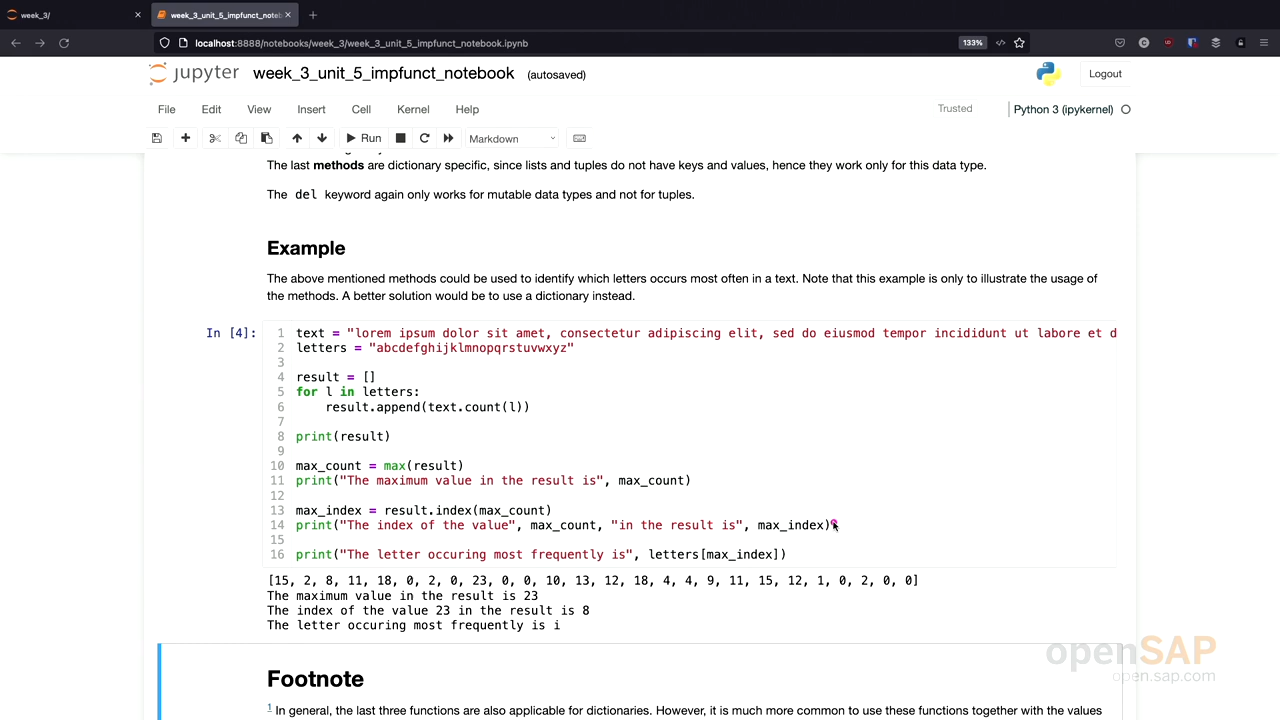 week_3/
week_3_unit_5_impfunct_noteb
localhost:8888/notebooks/week_3/week_3_unit_5_impfunct_notebook.ipynb
133%
jupyter week_3_unit_5_impfunct_notebook (autosaved)
Logout
File Edit View Insert Cell Kernel Help
Trusted
Python 3 (ipykernel)
Run
Markdown
The last methods are dictionary specific, since lists and tuples do not have keys and values, hence they work only for this data type.
The del keyword again only works for mutable data types and not for tuples.
Example
The above mentioned methods could be used to identify which letters occurs most often in a text. Note that this example is only to illustrate the usage of
the methods. A better solution would be to use a dictionary instead.
In [4]:
1 text = "lorem ipsum dolor sit amet, consectetur adipiscing elit, sed do eiusmod tempor incididunt ut labore et d
2 letters = "abcdefghijklmnopqrstuvwxyz"
3
4 result = []
5 for l in letters:
6 result.append(text.count(l))
7
8 print(result)
9
10 max_count = max(result)
11 print("The maximum value in the result is", max_count)
12
13 max_index = result.index(max_count)
14 print("The index of the value", max_count, "in the result is", max_index)
15
16 print("The letter occuring most frequently is", letters[max_index])
[15, 2, 8, 11, 18, 0, 2, 0, 23, 0, 0, 10, 13, 12, 18, 4, 4, 9, 11, 15, 12, 1, 0, 2, 0, 0]
The maximum value in the result is 23
The index of the value 23 in the result is 8
The letter occuring most frequently is i
Footnote
1 In general, the last three functions are also applicable for dictionaries. However, it is much more common to use these functions together with the values
openSAP
open.sap.com